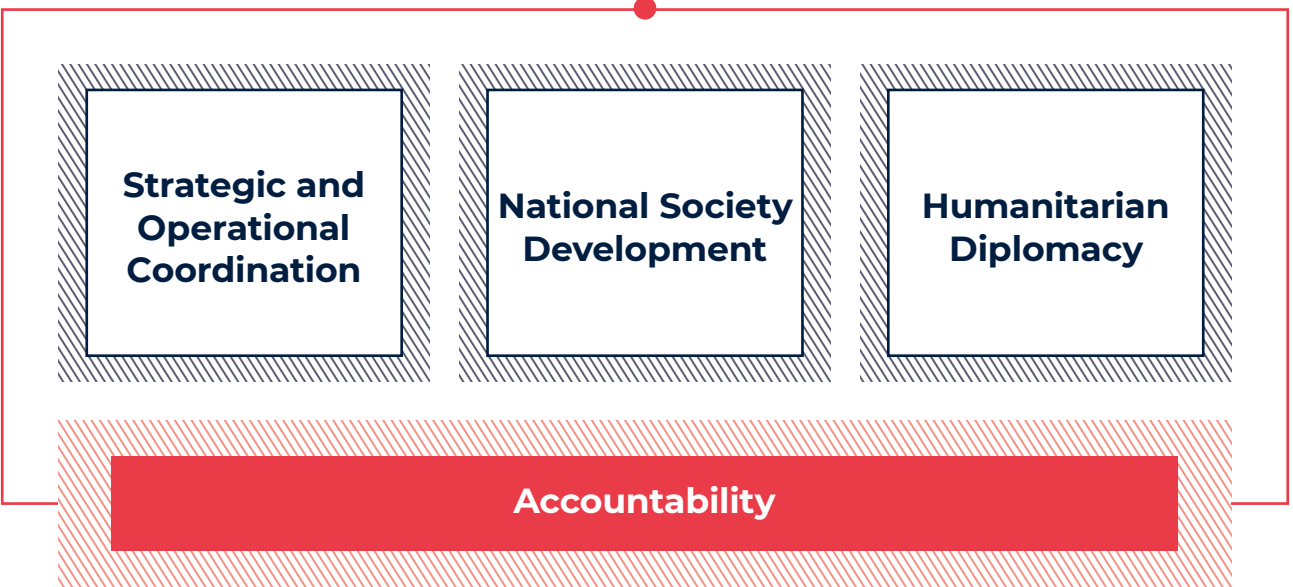 Strategic and
Operational
Coordination
National Society
Development
Humanitarian
Diplomacy
Accountability